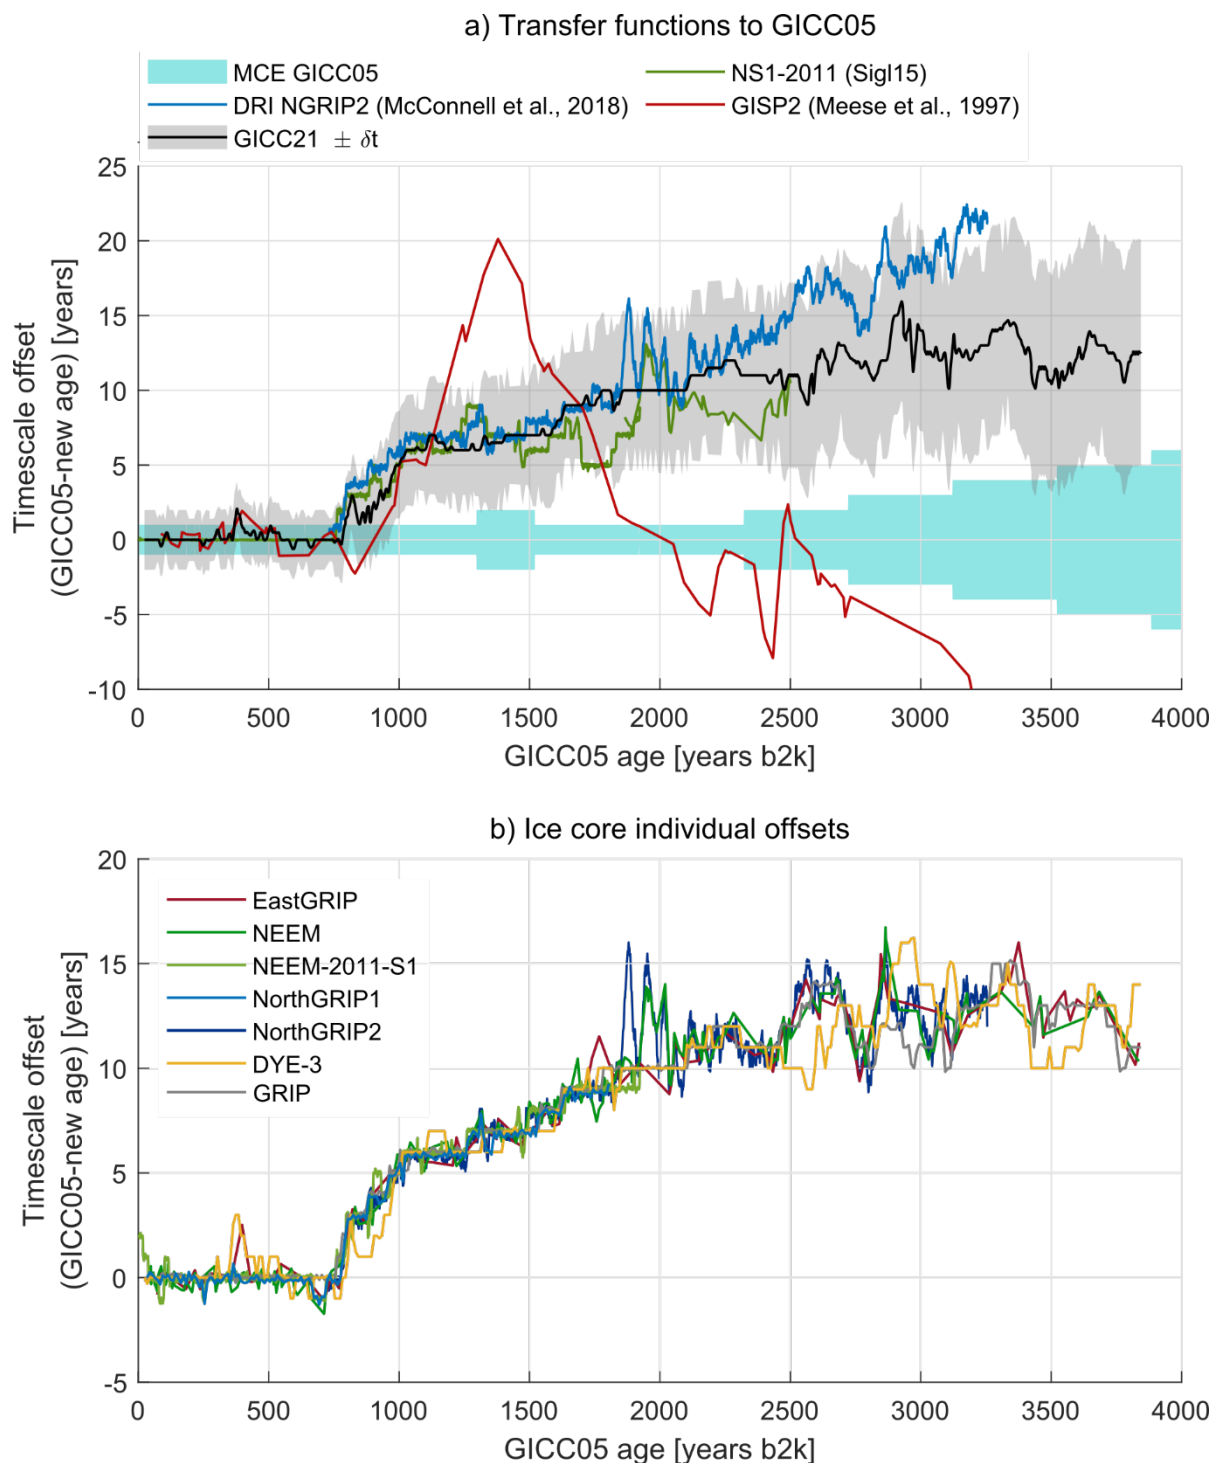 a) Transfer functions to GICC05
MCE GICC05
NS1-2011 (Sigl15)
DRI NGRIP2 (McConnell et al., 2018)
GISP2 (Meese et al., 1997)
GICC21 ± δt
Timescale offset
(GICC05-new age) [years]
25
20
15
10
5
0
-5
-10
0 500 1000 1500 2000 2500 3000 3500 4000
GICC05 age [years b2k]
b) Ice core individual offsets
EastGRIP
NEEM
NEEM-2011-S1
NorthGRIP1
NorthGRIP2
DYE-3
GRIP
Timescale offset
(GICC05-new age) [years]
20
15
10
5
0
-5
0 500 1000 1500 2000 2500 3000 3500 4000
GICC05 age [years b2k]